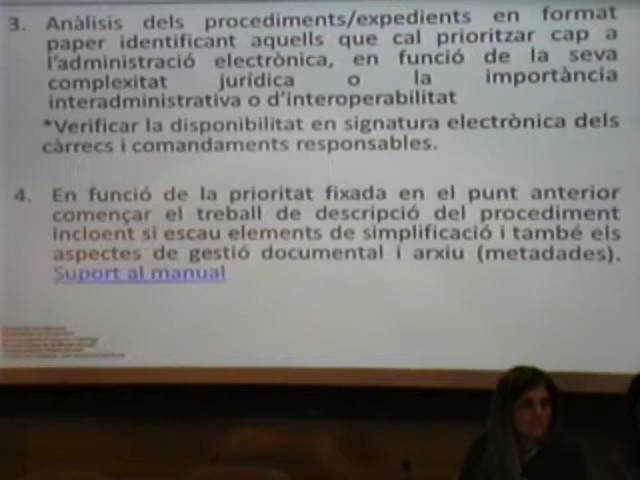 3. Anàlisis dels procediments/expedients en format
paper identificant aquells que cal prioritzar cap a
l'administració electrònica, en funció de la seva
complexitat jurídica o la importància
interadministrativa o d'interoperabilitat
*Verificar la disponibilitat en signatura electrònica dels
càrrecs i comandaments responsables.
4. En funció de la prioritat fixada en el punt anterior
començar el treball de descripció del procediment
incloent si escau elements de simplificació i també els
aspectes de gestió documental i arxiu (metadades).
Suport al manual